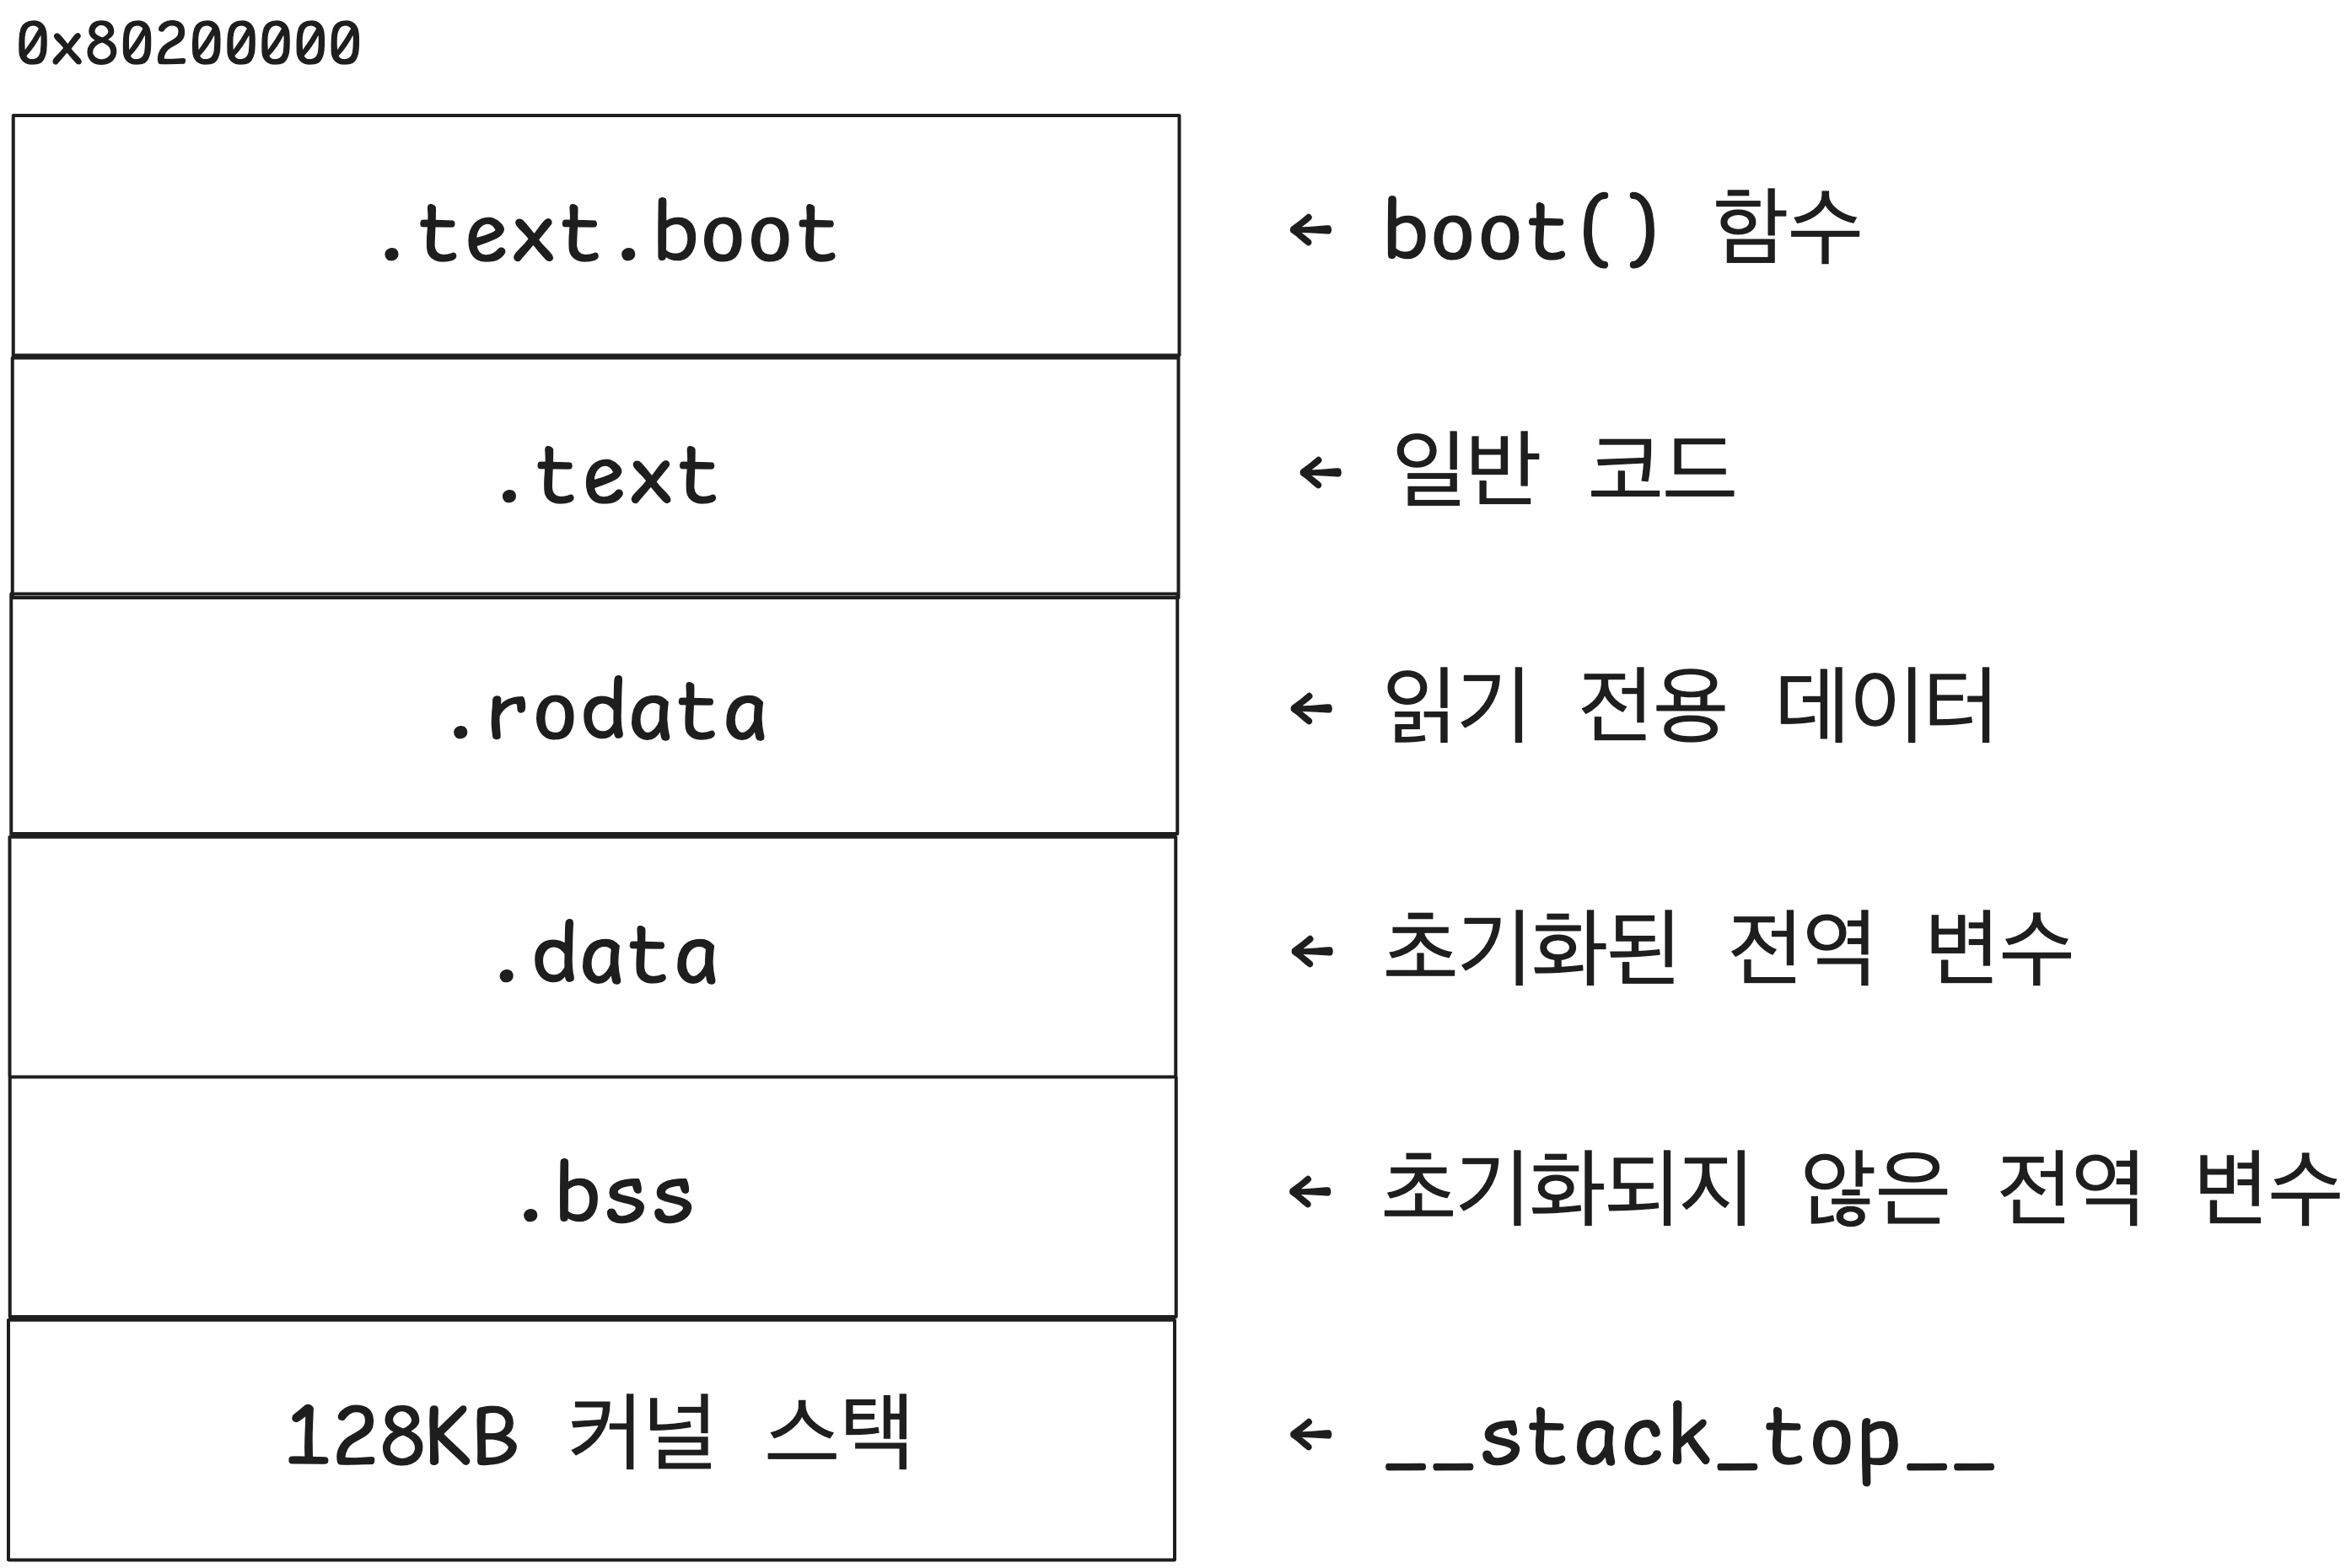 0x80200000
.text.boot ← boot() 함수
.text ← 일반 코드
.rodata ← 읽기 전용 데이터
.data ← 초기화된 전역 변수
.bss ← 초기화되지 않은 전역 변수
128KB 커널 스택 ← __stack_top__